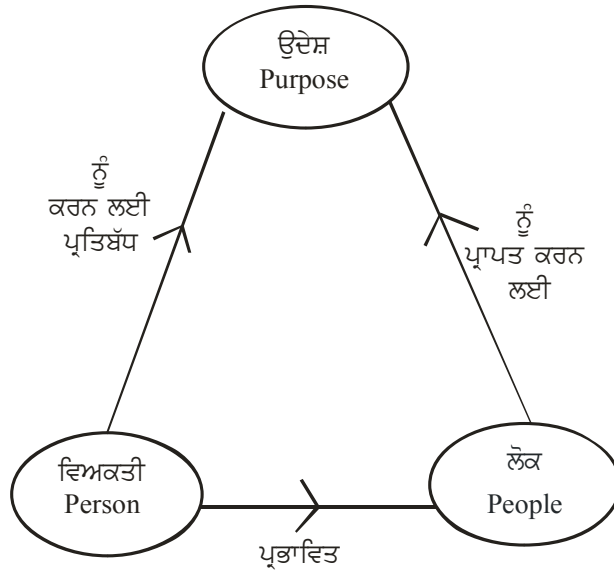 ਉਦੇਸ਼
Purpose
ਨੂੰ
ਕਰਨ ਲਈ
ਪ੍ਰਤਿਬੱਧ
ਨੂੰ
ਪ੍ਰਾਪਤ ਕਰਨ
ਲਈ
ਵਿਅਕਤੀ
Person
ਲੋਕ
People
ਪ੍ਰਭਾਵਿਤ